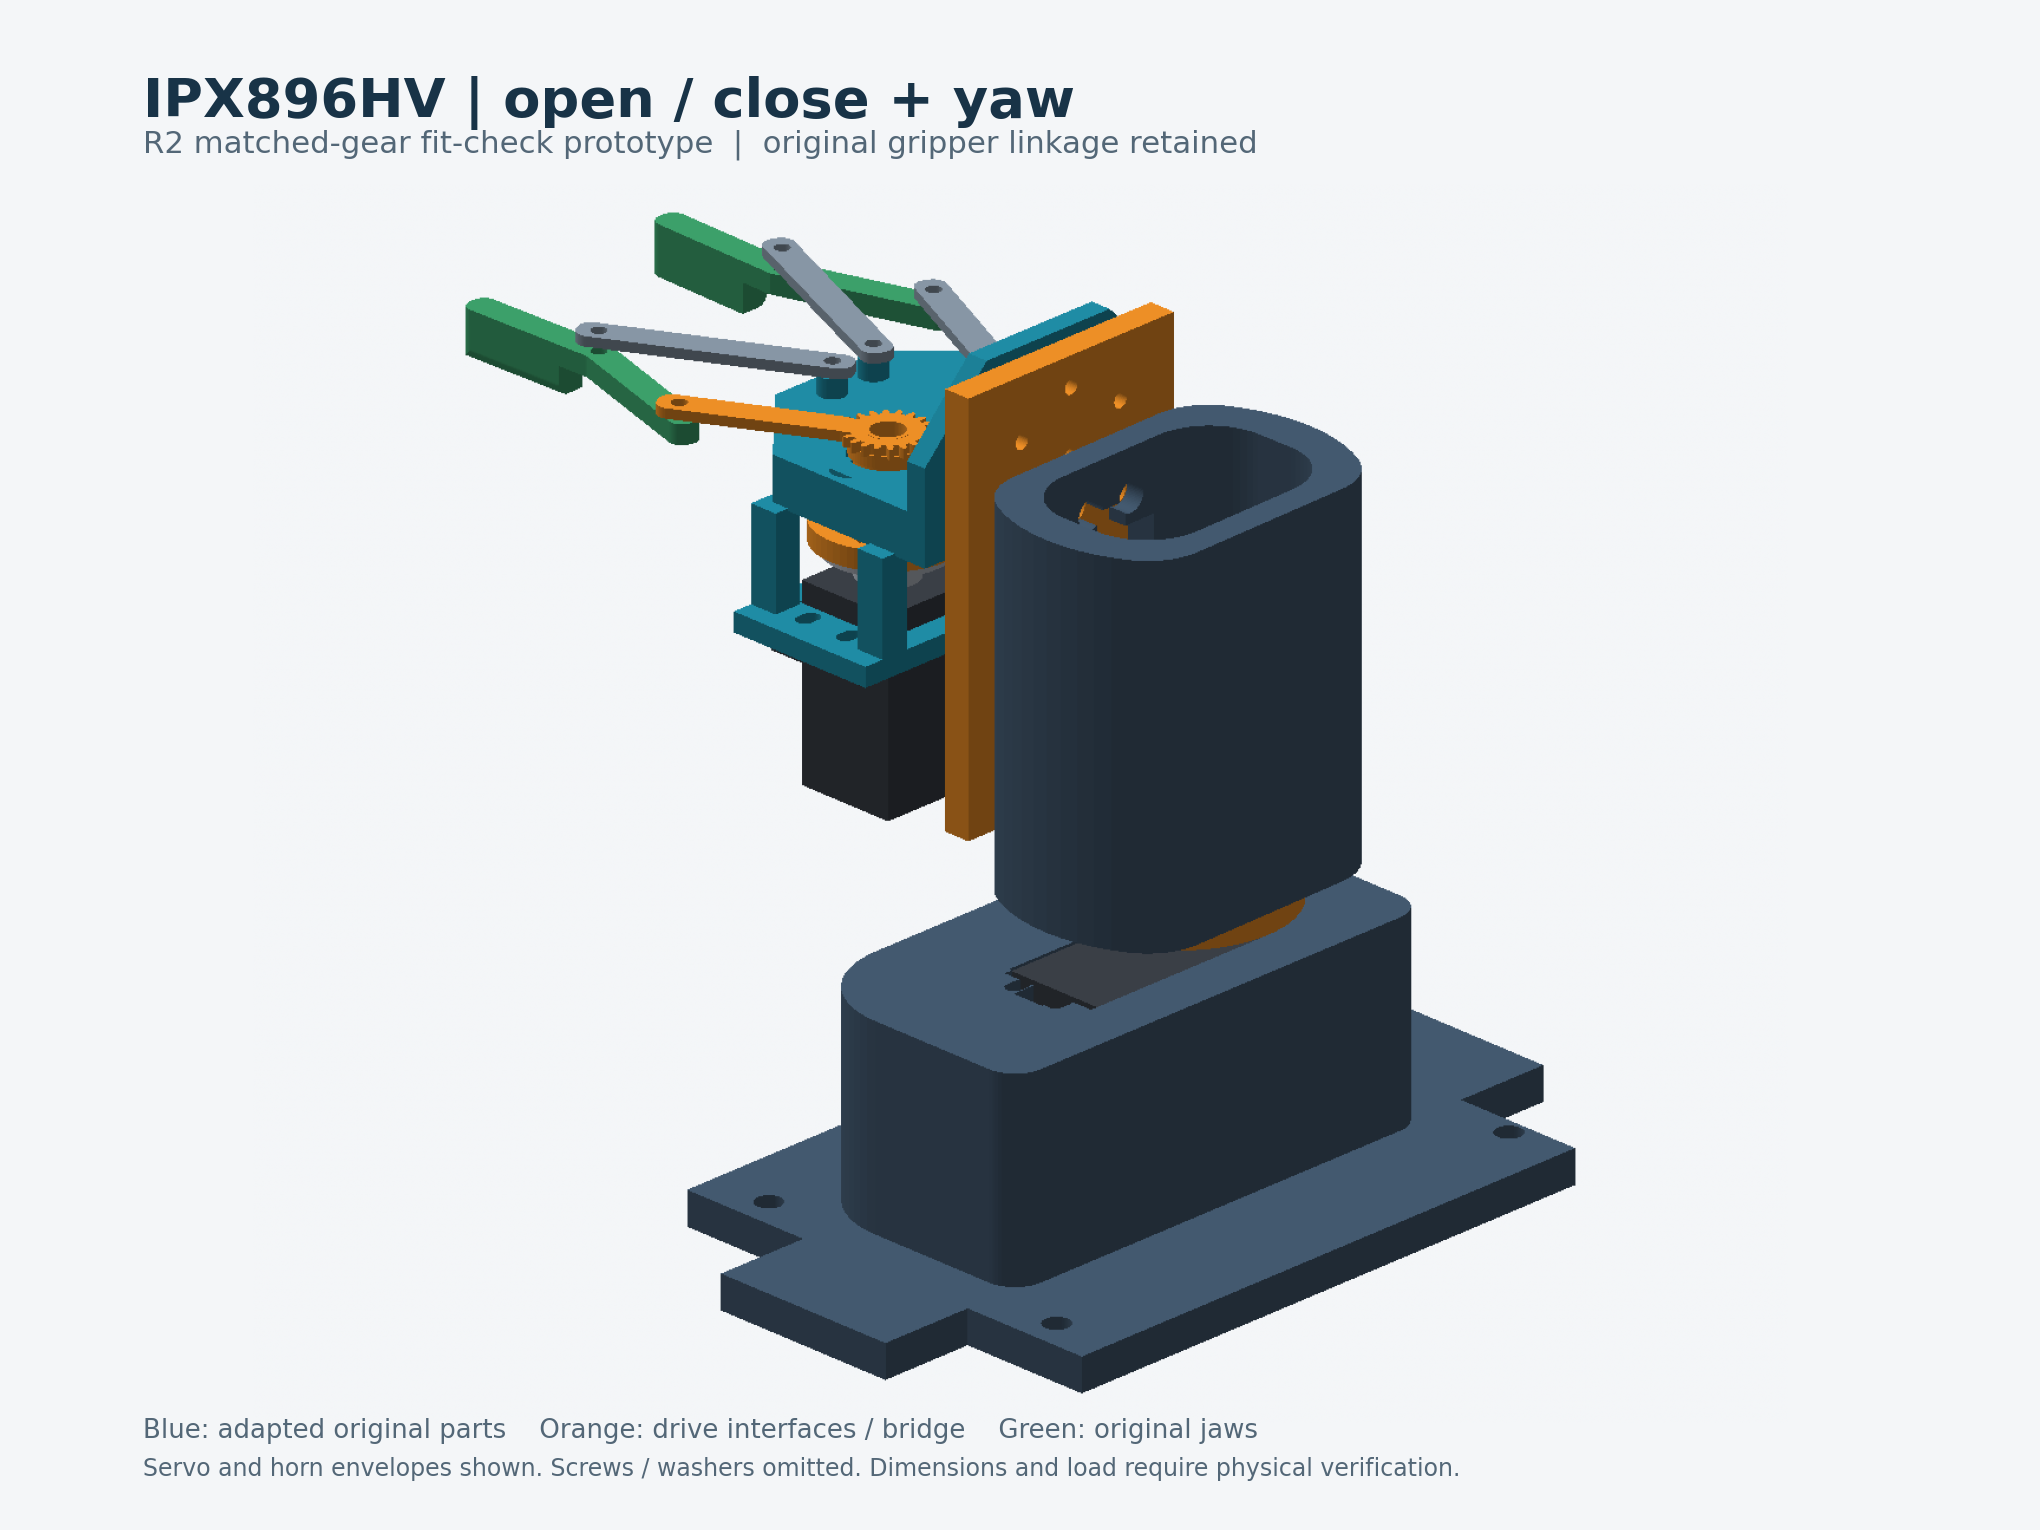 IPX896HV | open / close + yaw
R2 matched-gear fit-check prototype | original gripper linkage retained
Blue: adapted original parts Orange: drive interfaces / bridge Green: original jaws
Servo and horn envelopes shown. Screws / washers omitted. Dimensions and load require physical verification.